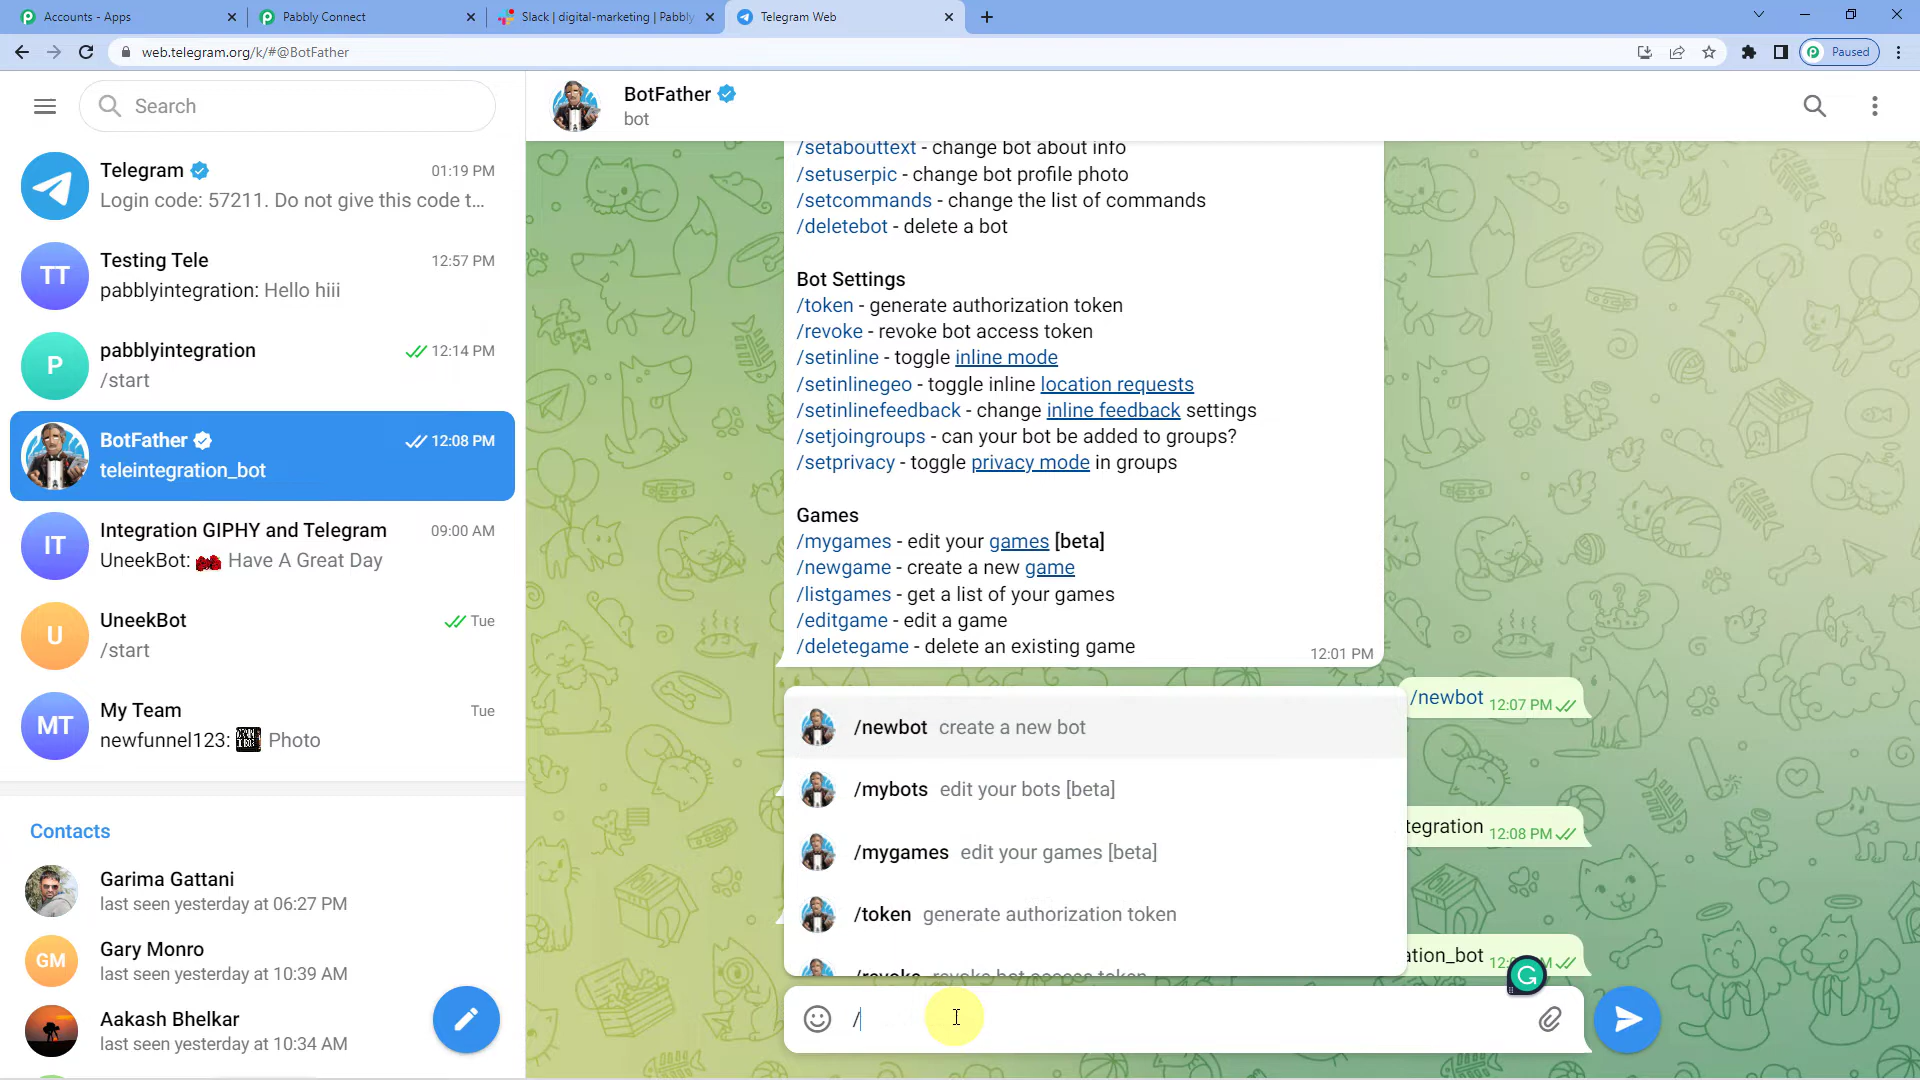 Accounts - Apps
Pabbly Connect
Slack | digital-marketing | Pabbly
Telegram Web
web.telegram.org/k/#@BotFather
Paused
Search
Telegram
01:19 PM
Login code: 57211. Do not give this code t...
TT
Testing Tele
12:57 PM
pabblyintegration: Hello hiii
P
pabblyintegration
12:14 PM
/start
BotFather
12:08 PM
teleintegration_bot
IT
Integration GIPHY and Telegram
09:00 AM
UneekBot: Have A Great Day
U
UneekBot
Tue
/start
MT
My Team
Tue
newfunnel123: Photo
Contacts
Garima Gattani
last seen yesterday at 06:27 PM
GM
Gary Monro
last seen yesterday at 10:39 AM
Aakash Bhelkar
last seen yesterday at 10:34 AM
BotFather
bot
/setabouttext - change bot about info
/setuserpic - change bot profile photo
/setcommands - change the list of commands
/deletebot - delete a bot
Bot Settings
/token - generate authorization token
/revoke - revoke bot access token
/setinline - toggle inline mode
/setinlinegeo - toggle inline location requests
/setinlinefeedback - change inline feedback settings
/setjoingroups - can your bot be added to groups?
/setprivacy - toggle privacy mode in groups
Games
/mygames - edit your games [beta]
/newgame - create a new game
/listgames - get a list of your games
/editgame - edit a game
/deletegame - delete an existing game
12:01 PM
/newbot 12:07 PM
/newbot create a new bot
/mybots edit your bots [beta]
tegration 12:08 PM
/mygames edit your games [beta]
/token generate authorization token
ation_bot
/revoke revoke bot access token
/